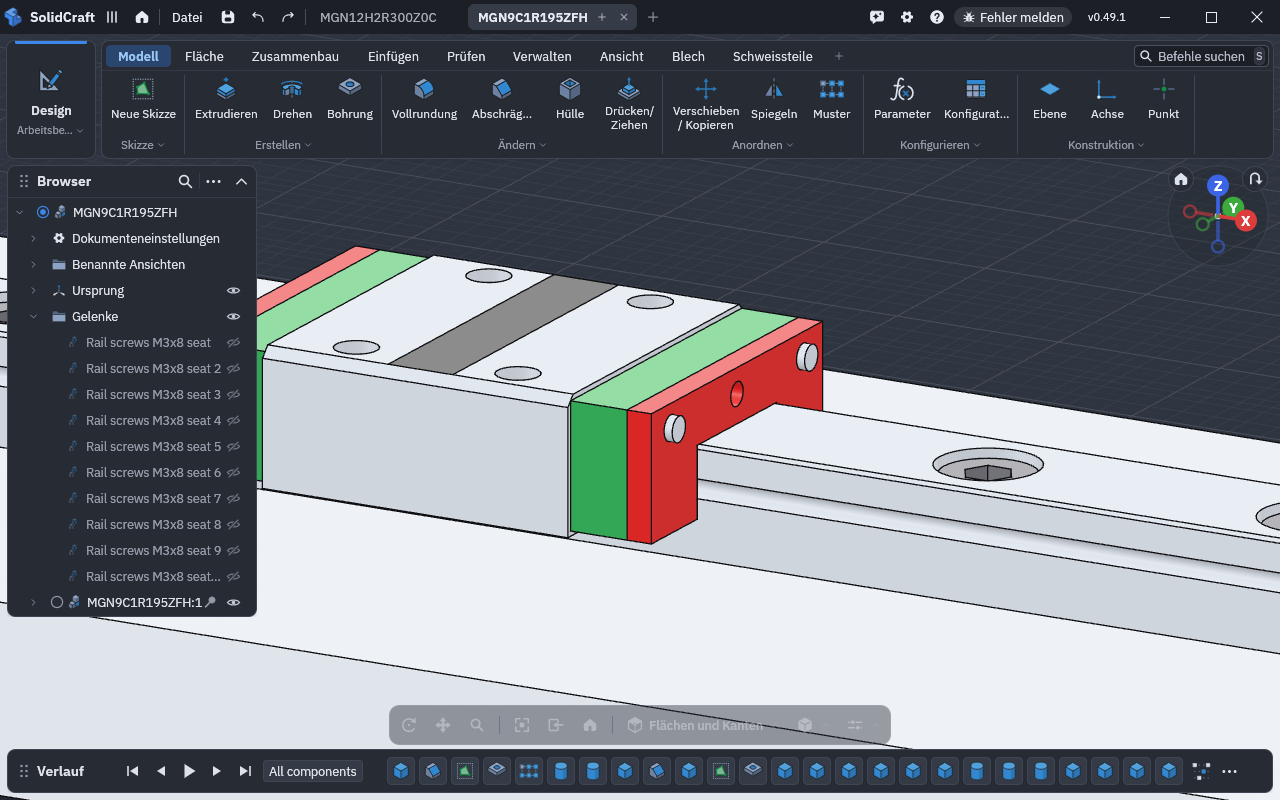 SolidCraft
Datei
MGN12H2R300Z0C
MGN9C1R195ZFH
Fehler melden
v0.49.1
Design
Arbeitsbe...
Modell
Fläche
Zusammenbau
Einfügen
Prüfen
Verwalten
Ansicht
Blech
Schweissteile
Befehle suchen
S
Neue Skizze
Extrudieren
Drehen
Bohrung
Vollrundung
Abschräg...
Hülle
Drücken/
Ziehen
Verschieben
/ Kopieren
Spiegeln
Muster
Parameter
Konfigurat...
Ebene
Achse
Punkt
Skizze
Erstellen
Ändern
Anordnen
Konfigurieren
Konstruktion
Browser
MGN9C1R195ZFH
Dokumenteneinstellungen
Benannte Ansichten
Ursprung
Gelenke
Rail screws M3x8 seat
Rail screws M3x8 seat 2
Rail screws M3x8 seat 3
Rail screws M3x8 seat 4
Rail screws M3x8 seat 5
Rail screws M3x8 seat 6
Rail screws M3x8 seat 7
Rail screws M3x8 seat 8
Rail screws M3x8 seat 9
Rail screws M3x8 seat...
MGN9C1R195ZFH:1
Z
Y
X
Flächen und Kanten
Verlauf
All components